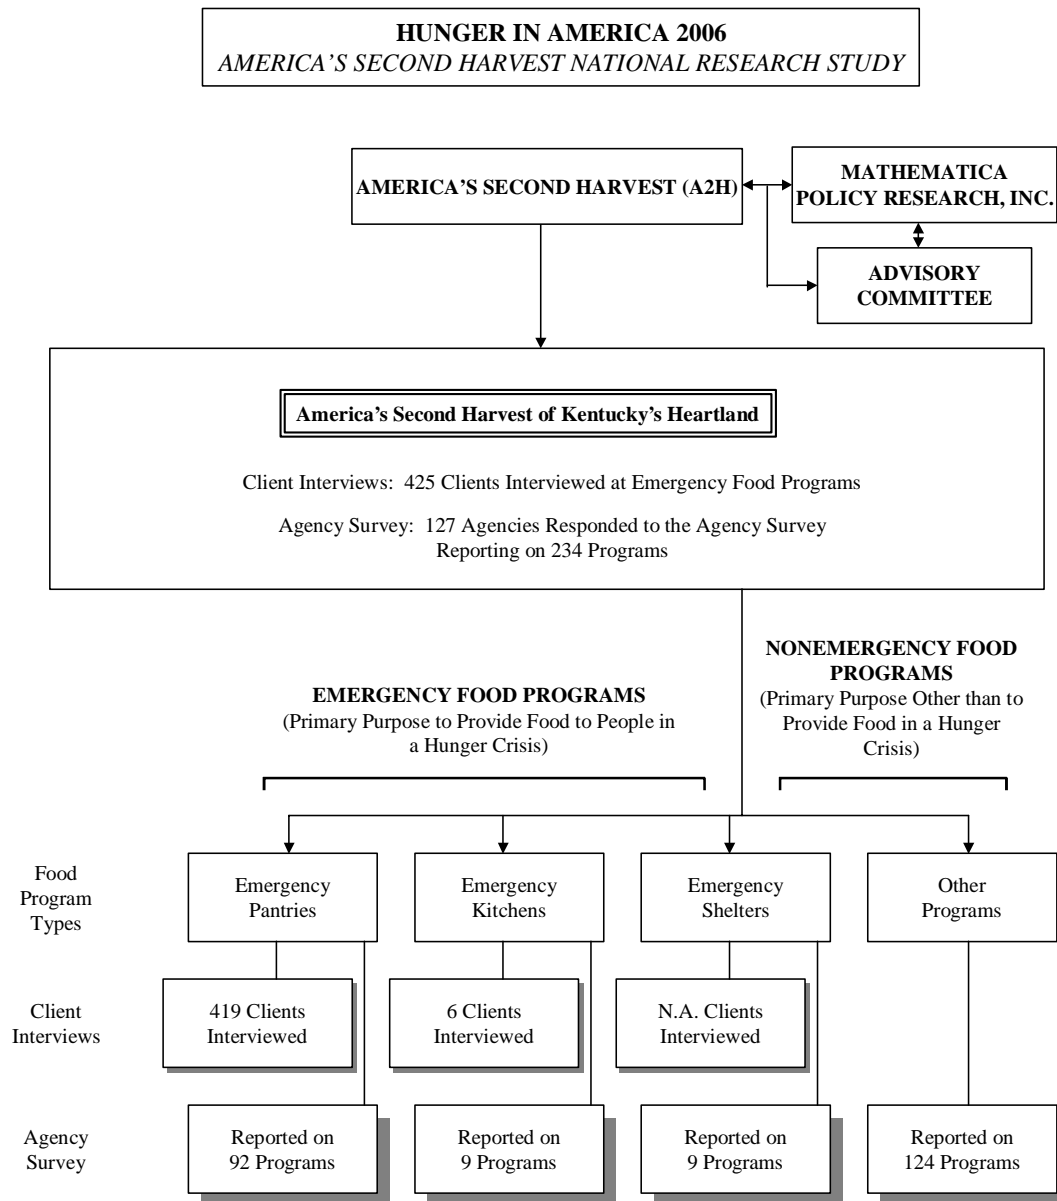 HUNGER IN AMERICA 2006
AMERICA'S SECOND HARVEST NATIONAL RESEARCH STUDY
AMERICA'S SECOND HARVEST (A2H)
MATHEMATICA
POLICY RESEARCH, INC.
ADVISORY
COMMITTEE
America's Second Harvest of Kentucky's Heartland
Client Interviews: 425 Clients Interviewed at Emergency Food Programs
Agency Survey: 127 Agencies Responded to the Agency Survey
Reporting on 234 Programs
EMERGENCY FOOD PROGRAMS
(Primary Purpose to Provide Food to People in
a Hunger Crisis)
NONEMERGENCY FOOD
PROGRAMS
(Primary Purpose Other than to
Provide Food in a Hunger
Crisis)
Food
Program
Types
Emergency
Pantries
Emergency
Kitchens
Emergency
Shelters
Other
Programs
Client
Interviews
419 Clients
Interviewed
6 Clients
Interviewed
N.A. Clients
Interviewed
Agency
Survey
Reported on
92 Programs
Reported on
9 Programs
Reported on
9 Programs
Reported on
124 Programs